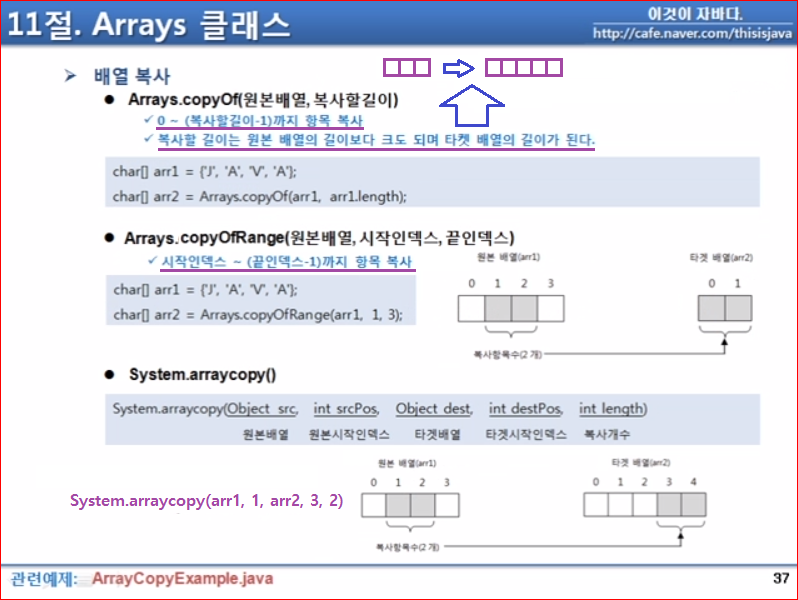 11절. Arrays 클래스
이것이 자바다.
http://cafe.naver.com/thisisjava
배열 복사
Arrays.copyOf(원본배열, 복사할길이)
0 ~ (복사할길이-1)까지 항목 복사
복사할 길이는 원본 배열의 길이보다 크도 되며 타켓 배열의 길이가 된다.
char[] arr1 = {'J', 'A', 'V', 'A'};
char[] arr2 = Arrays.copyOf(arr1, arr1.length);
Arrays.copyOfRange(원본배열, 시작인덱스, 끝인덱스)
시작인덱스 ~ (끝인덱스-1)까지 항목 복사
char[] arr1 = {'J', 'A', 'V', 'A'};
char[] arr2 = Arrays.copyOfRange(arr1, 1, 3);
원본 배열(arr1)
타겟 배열(arr2)
0 1 2 3
0 1
복사항목수(2개)
System.arraycopy()
System.arraycopy(Object src, int srcPos, Object dest, int destPos, int length)
원본배열 원본시작인덱스 타겟배열 타겟시작인덱스 복사개수
원본 배열(arr1)
타겟 배열(arr2)
0 1 2 3
0 1 2 3 4
System.arraycopy(arr1, 1, arr2, 3, 2)
복사항목수(2개)
관련예제: ArrayCopyExample.java
37